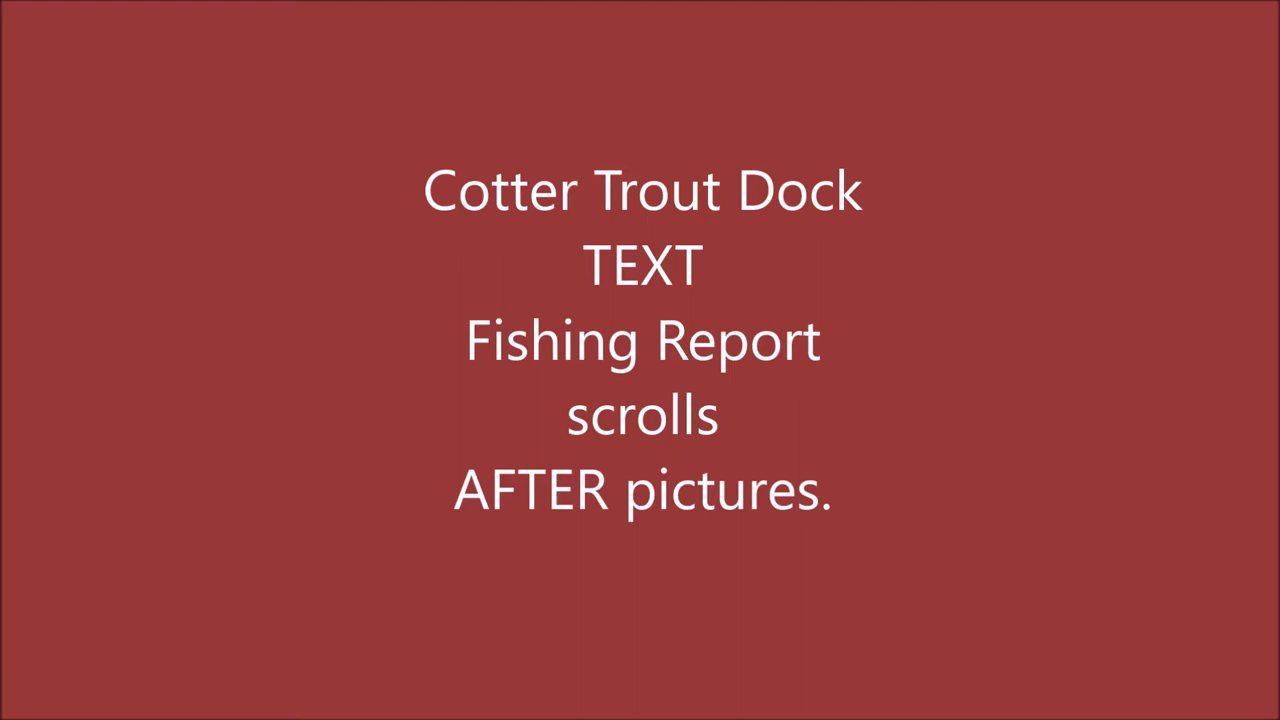 Cotter Trout Dock
TEXT
Fishing Report
scrolls
AFTER pictures.